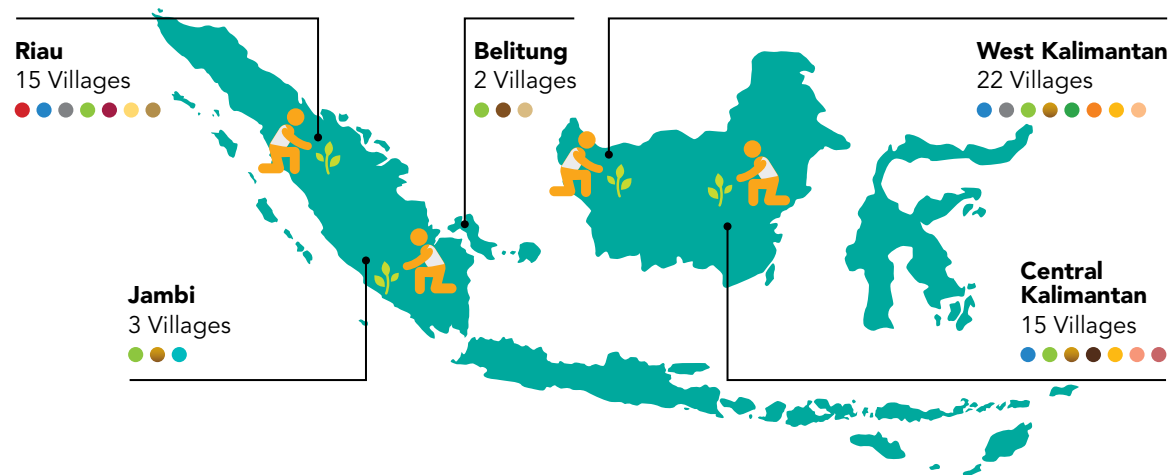 Riau
15 Villages
Belitung
2 Villages
West Kalimantan
22 Villages
Jambi
3 Villages
Central
Kalimantan
15 Villages